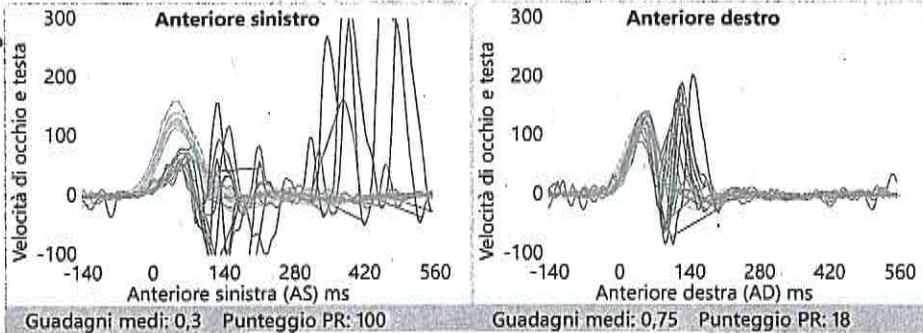 Anteriore sinistro
Velocità di occhio e testa
300
200
100
0
-100
-140 0 140 280 420 560
Anteriore sinistra (AS) ms
Guadagni medi: 0,3 Punteggio PR: 100
Anteriore destro
Velocità di occhio e testa
300
200
100
0
-100
-140 0 140 280 420 560
Anteriore destra (AD) ms
Guadagni medi: 0,75 Punteggio PR: 18